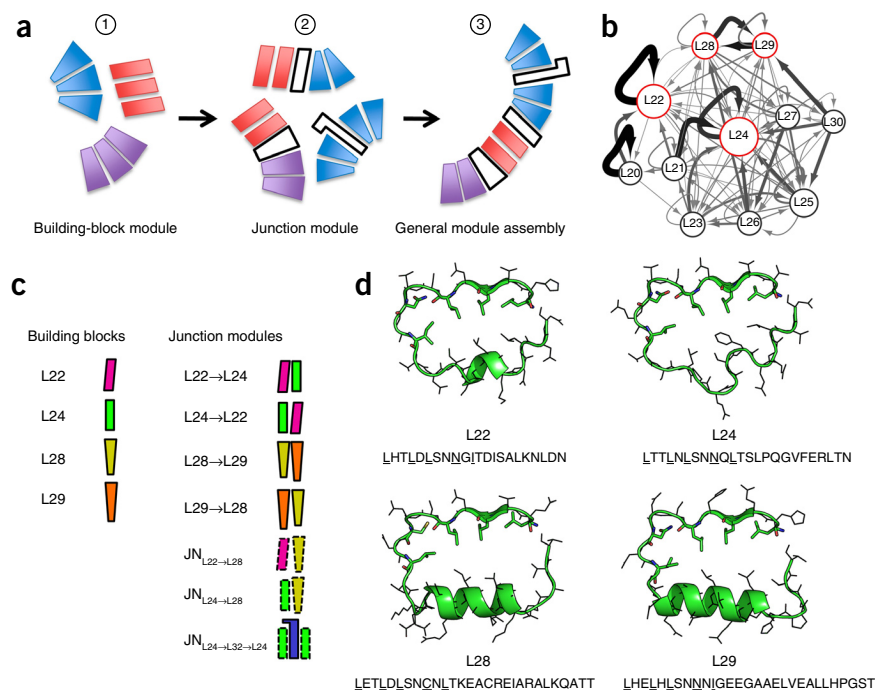 a
1
2
3
Building-block module
Junction module
General module assembly
b
L28
L29
L22
L27
L30
L24
L20
L21
L25
L23
L26
c
Building blocks
Junction modules
L22
L22→L24
L24
L24→L22
L28
L28→L29
L29
L29→L28
JNL22→L28
JNL24→L28
JNL24→L32→L24
d
L22
LHTLDLSNNGITDISALKNLDN
L24
LTTLNLSNNQLTSLPQGVFERLTN
L28
LETLDLSNCNLTKEACREIARALKQATT
L29
LHELHLSNNNIGEEGAAELVEALLHPGST